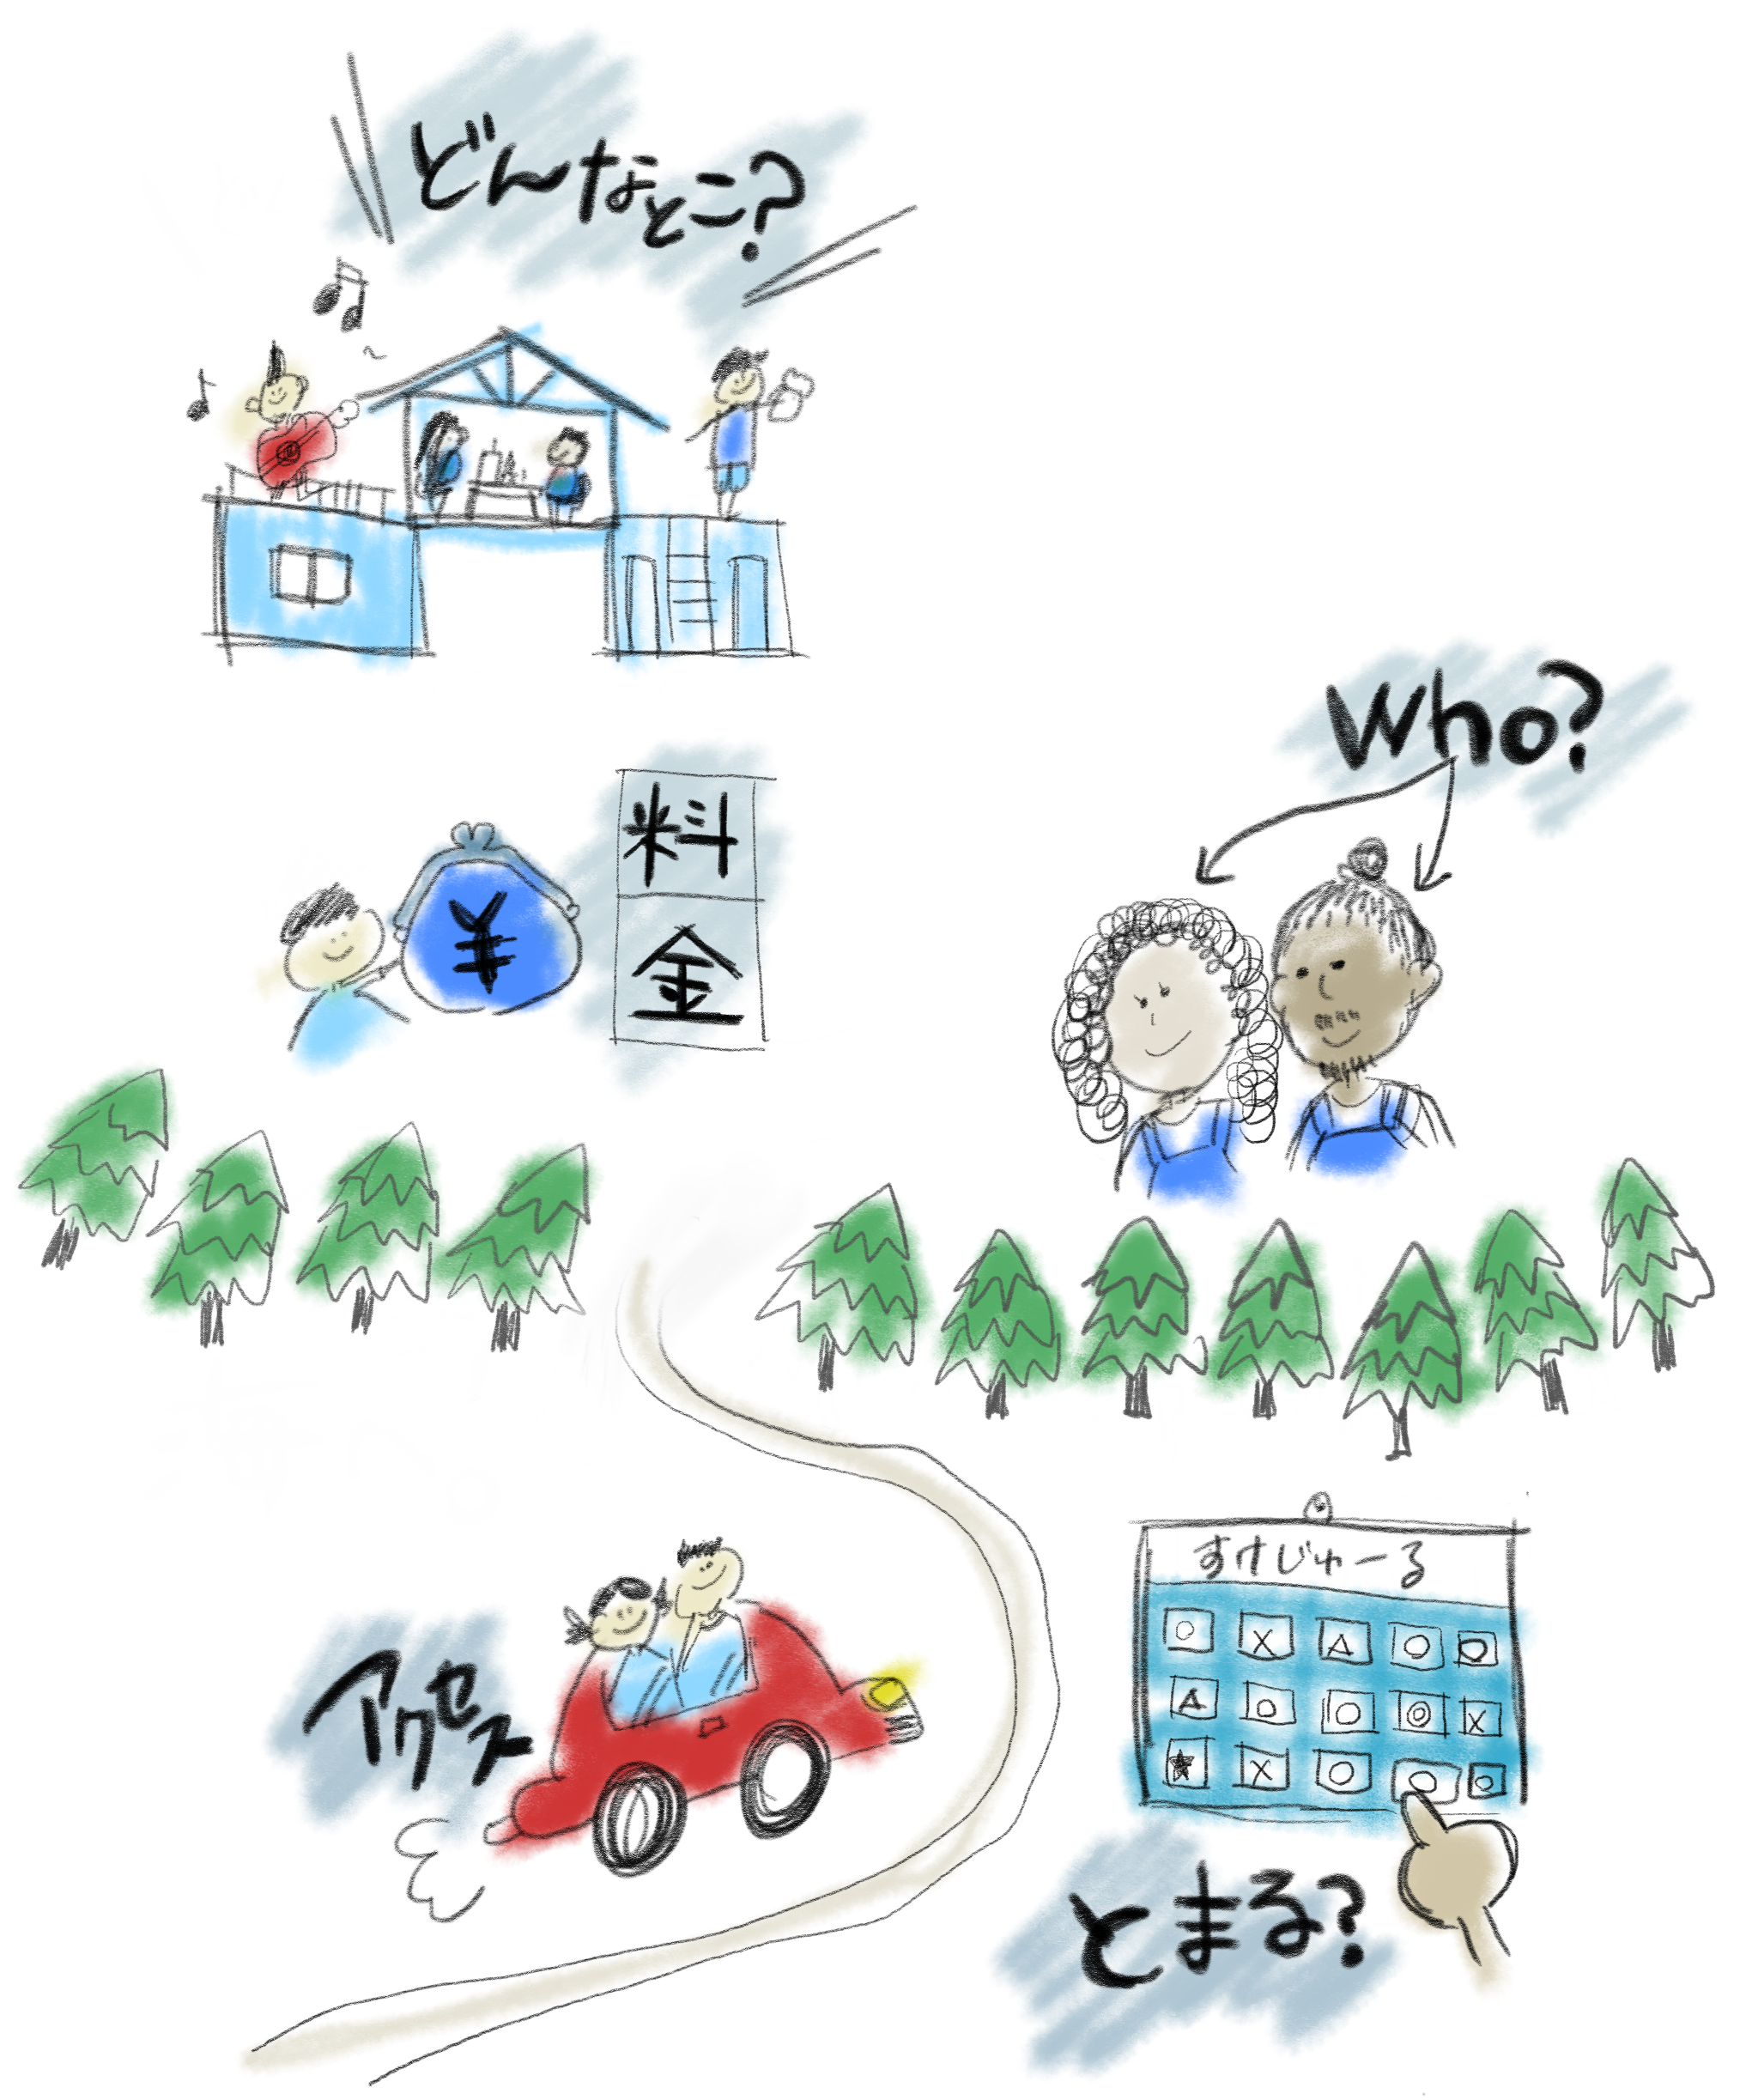 どんなとこ?
Who?
¥
料
金
アクセス
すけじゅーる
○ X △ ○ ○
△ ○ ○ ◎ X
★ X ○ ○ ○
とまる?